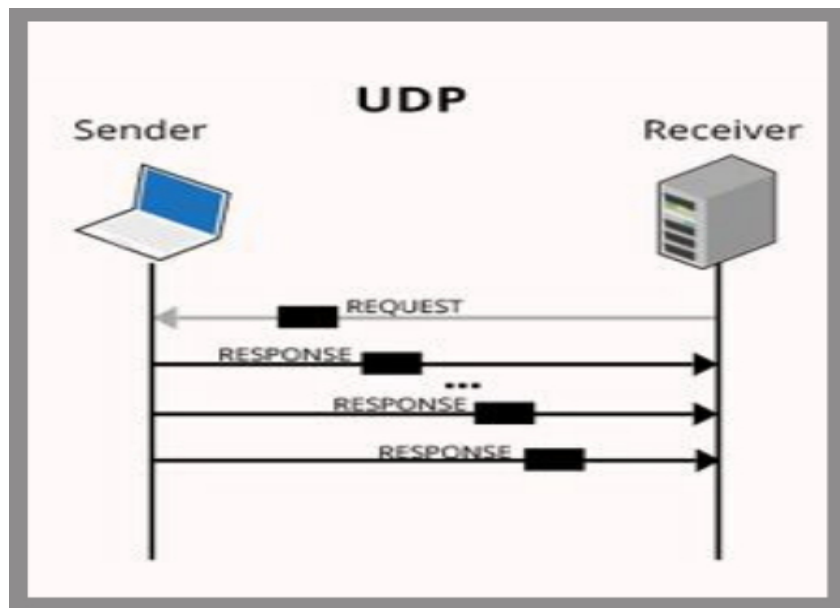 UDP
Sender
Receiver
REQUEST
RESPONSE
...
RESPONSE
RESPONSE